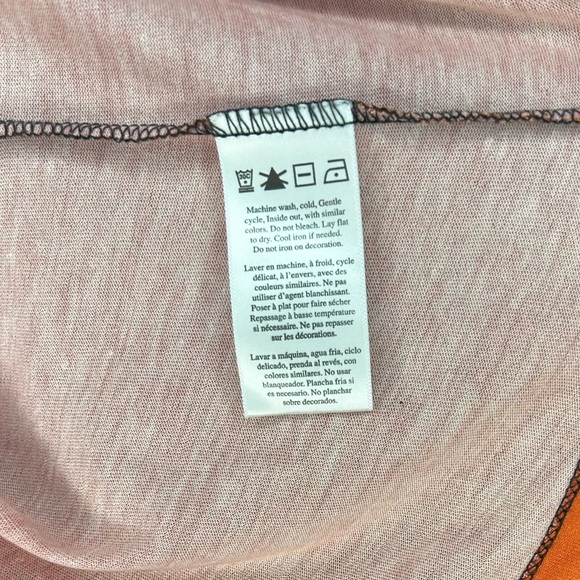 Machine wash, cold, Gentle
cycle, Inside out, with similar
colors. Do not bleach. Lay flat
to dry. Cool iron if needed.
Do not iron on decoration.
Laver en machine, à froid, cycle
délicat, à l'envers, avec des
couleurs similaires. Ne pas
utiliser d'agent blanchissant.
Poser à plat pour faire sécher
Repassage à basse température
si nécessaire. Ne pas repasser
sur les décorations.
Lavar a máquina, agua fria, ciclo
delicado, prenda al revés, con
colores similares. No usar
blanqueador. Plancha fria si
es necesario. No planchar
sobre decorados.